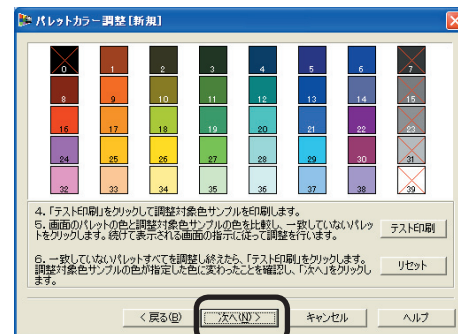 パレットカラー調整[新規]
0 1 2 3 4 5 6 7
8 9 10 11 12 13 14 15
16 17 18 19 20 21 22 23
24 25 26 27 28 29 30 31
32 33 34 35 36 37 38 39
4. 「テスト印刷」をクリックして調整対象色サンプルを印刷します。
5. 画面のパレットの色と調整対象色サンプルの色を比較し、一致していないパレッ
トをクリックします。続けて表示される画面の指示に従って調整を行います。
テスト印刷
6. 一致していないパレットすべてを調整し終えたら、「テスト印刷」をクリックします。
調整対象色サンプルの色が指定した色に変わったことを確認し、「次へ」をクリックし
ます。
リセット
< 戻る(B) 次へ(N) > キャンセル ヘルプ